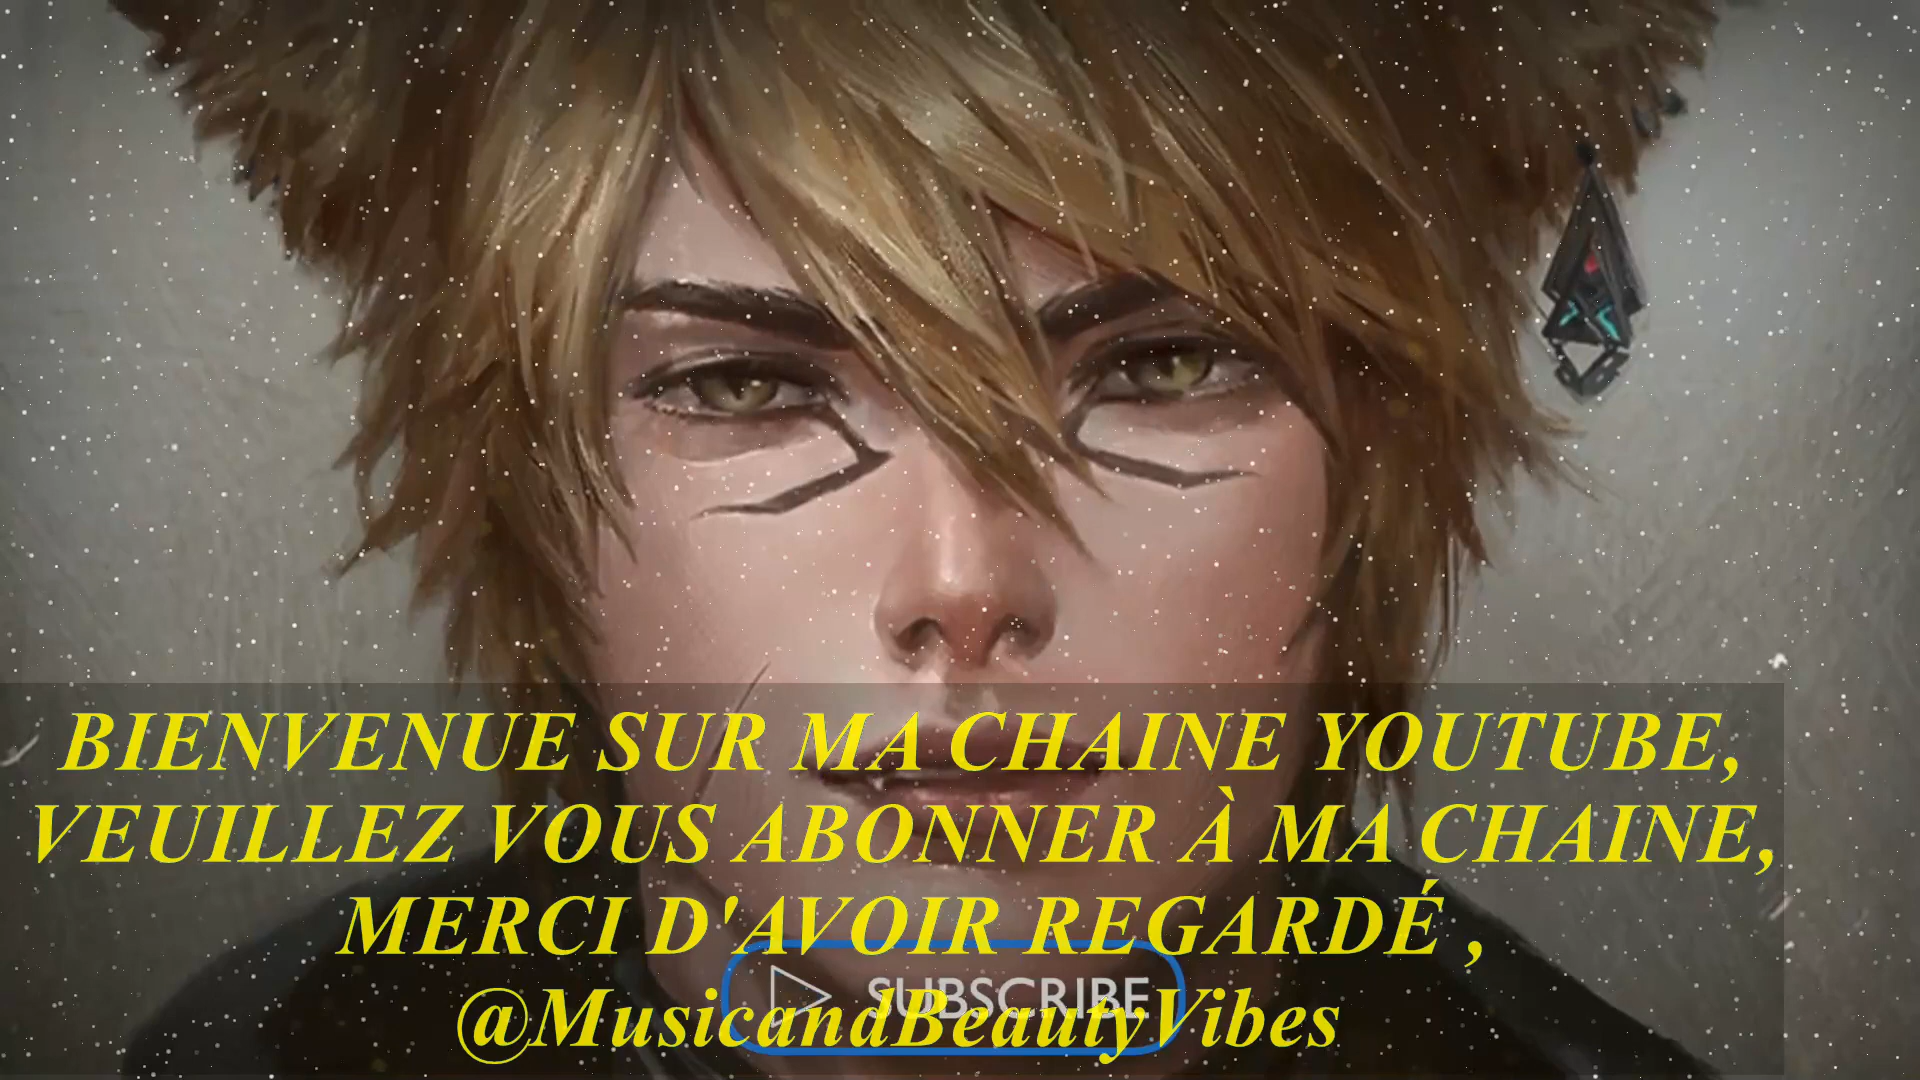 BIENVENUE SUR MA CHAINE YOUTUBE,
VEUILLEZ VOUS ABONNER À MA CHAINE,
MERCI D'AVOIR REGARDÉ ,
SUBSCRIBE
@MusicandBeautyVibes